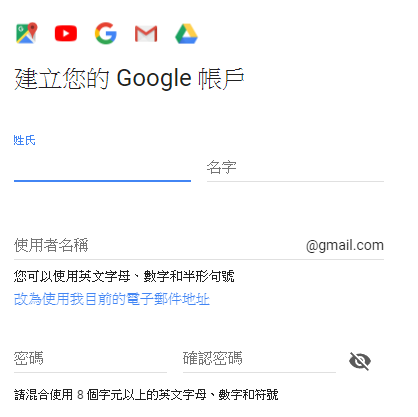 建立您的 Google 帳戶
姓氏
名字
使用者名稱 @gmail.com
您可以使用英文字母、數字和半形句號
改為使用我目前的電子郵件地址
密碼 確認密碼
請混合使用 8 個字元以上的英文字母、數字和符號